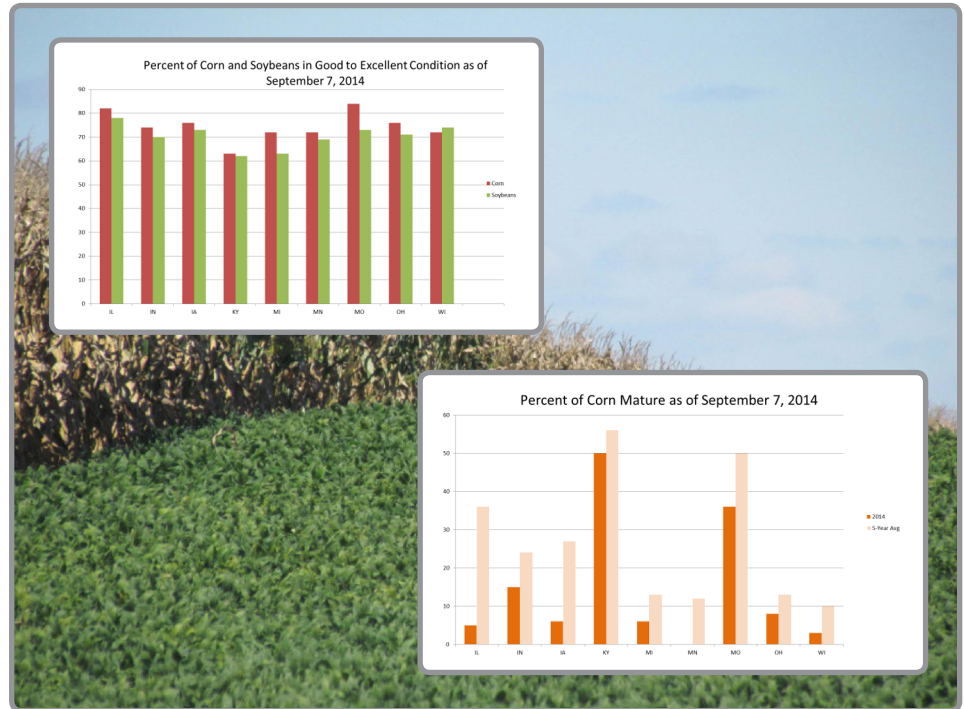 Percent of Corn and Soybeans in Good to Excellent Condition as of
September 7, 2014
90
80
70
60
50
40
30
20
10
0
IL IN IA KY MI MN MO OH WI
Corn
Soybeans
Percent of Corn Mature as of September 7, 2014
60
50
40
30
20
10
0
IL IN IA KY MI MN MO OH WI
2014
5-Year Avg